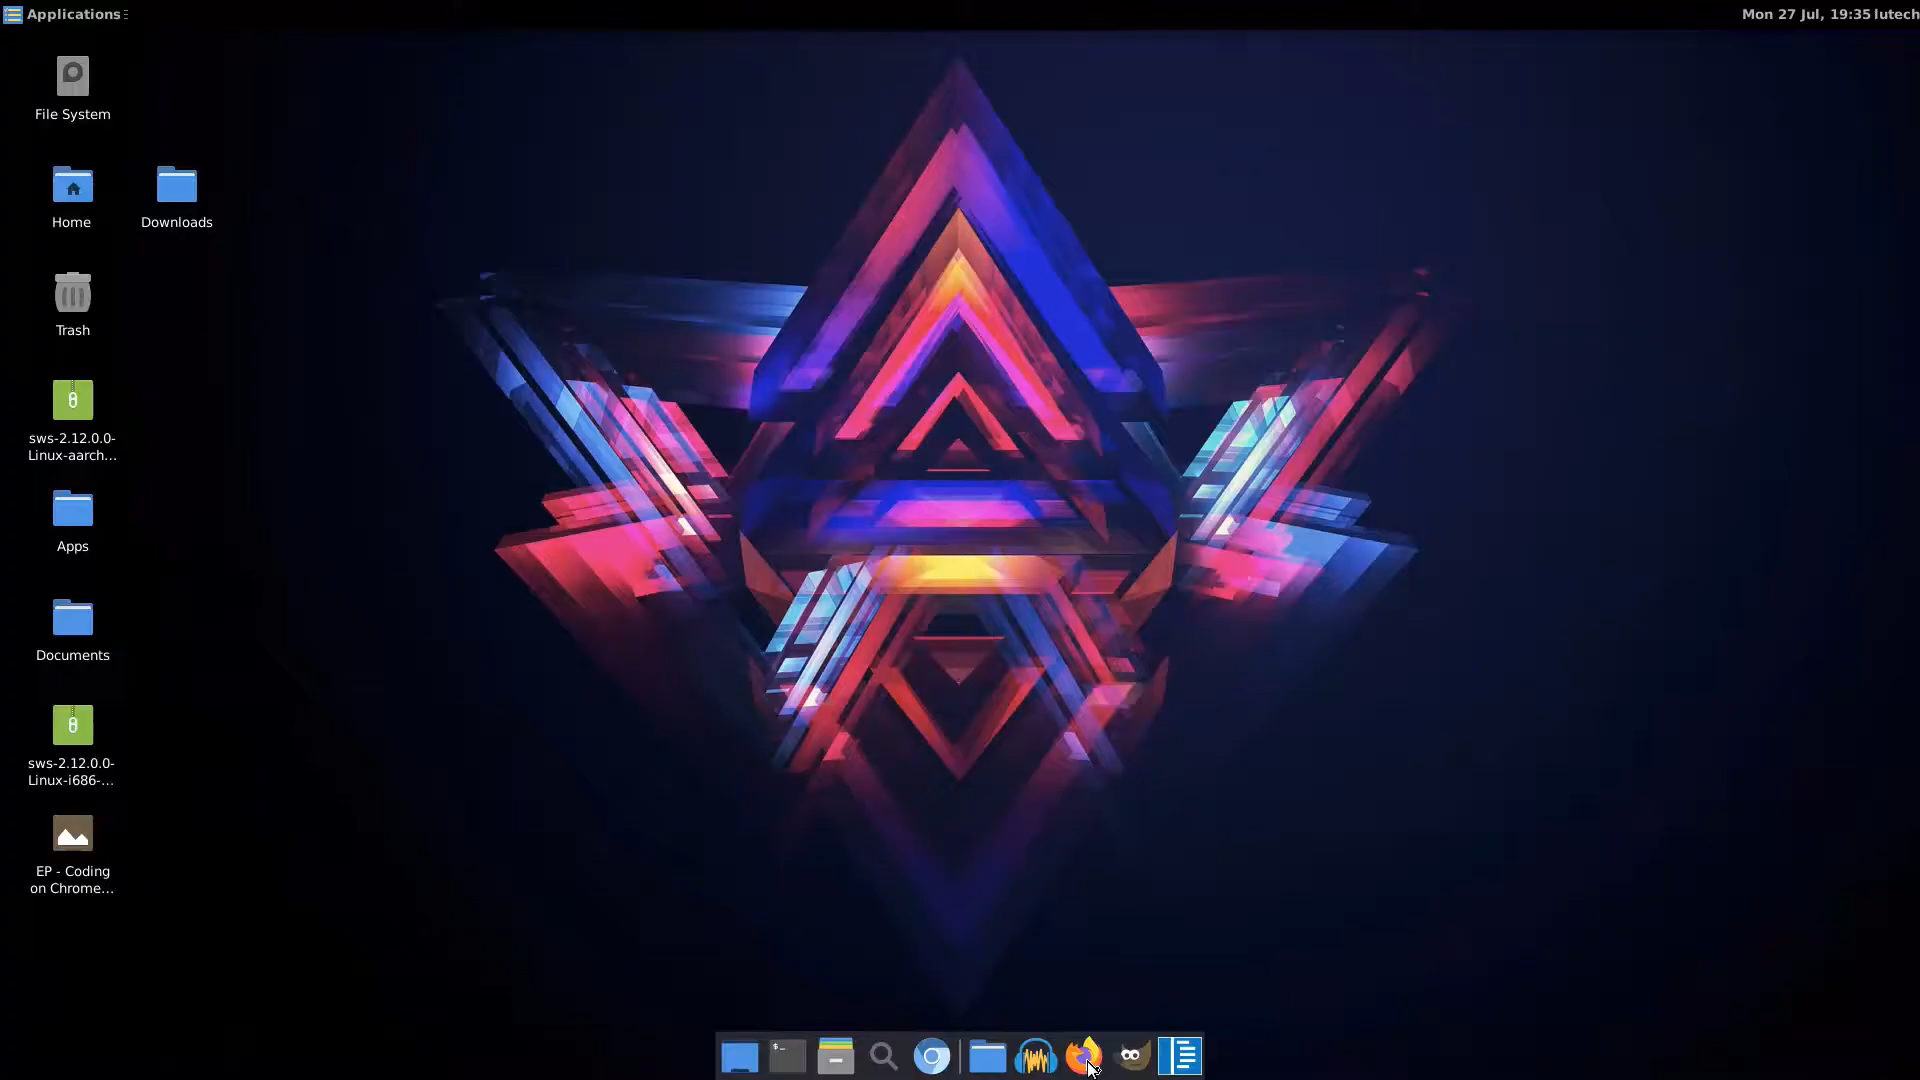 Applications
Mon 27 Jul, 19:35 lutech
File System
Home
Downloads
Trash
sws-2.12.0.0-
Linux-aarch...
Apps
Documents
sws-2.12.0.0-
Linux-i686-...
EP - Coding
on Chrome...
$_